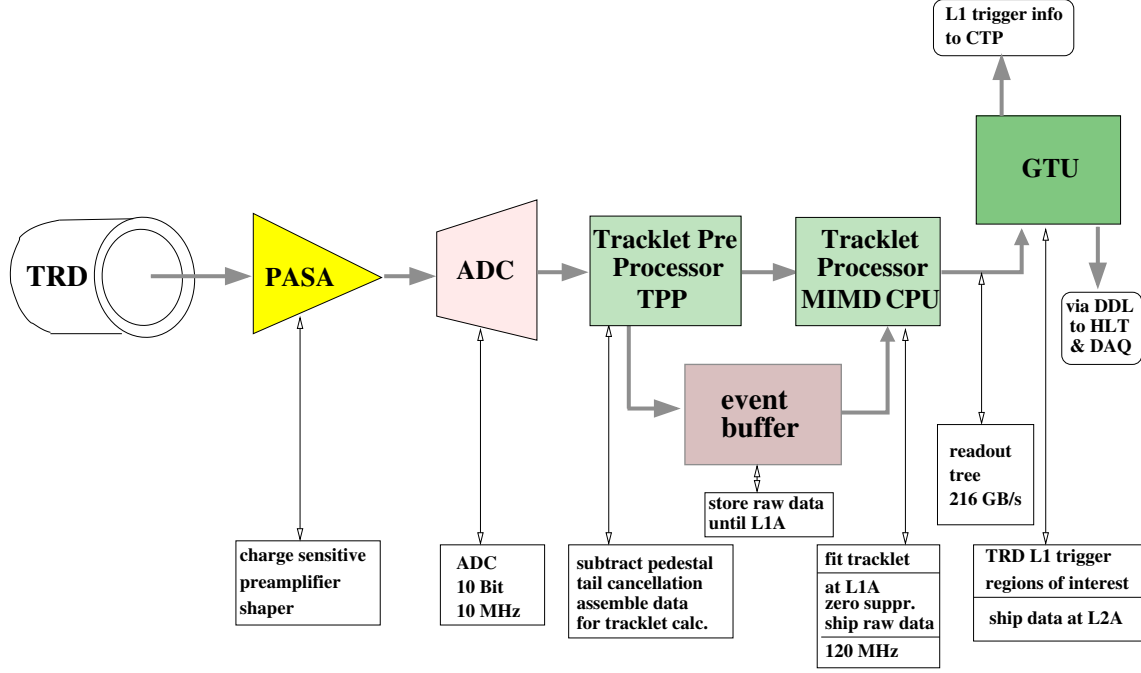 L1 trigger info
to CTP
GTU
TRD
PASA
ADC
Tracklet Pre
Processor
TPP
Tracklet
Processor
MIMD CPU
via DDL
to HLT
& DAQ
event
buffer
readout
tree
216 GB/s
store raw data
until L1A
charge sensitive
preamplifier
shaper
ADC
10 Bit
10 MHz
subtract pedestal
tail cancellation
assemble data
for tracklet calc.
fit tracklet
at L1A
zero suppr.
ship raw data
120 MHz
TRD L1 trigger
regions of interest
ship data at L2A